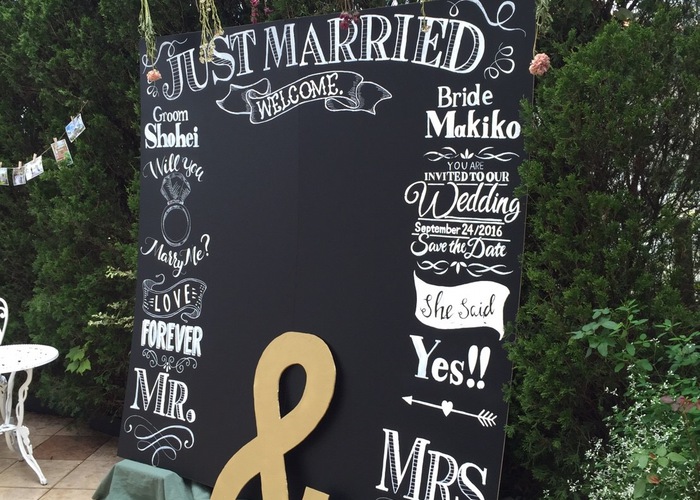 JUST MARRIED
WELCOME.
Groom
Shohei
Will you
Marry Me?
LOVE
FOREVER
MR.
Bride
Makiko
YOU ARE
INVITED TO OUR
Wedding
September 24/2016
Save the Date
She Said
Yes!!
MRS
&